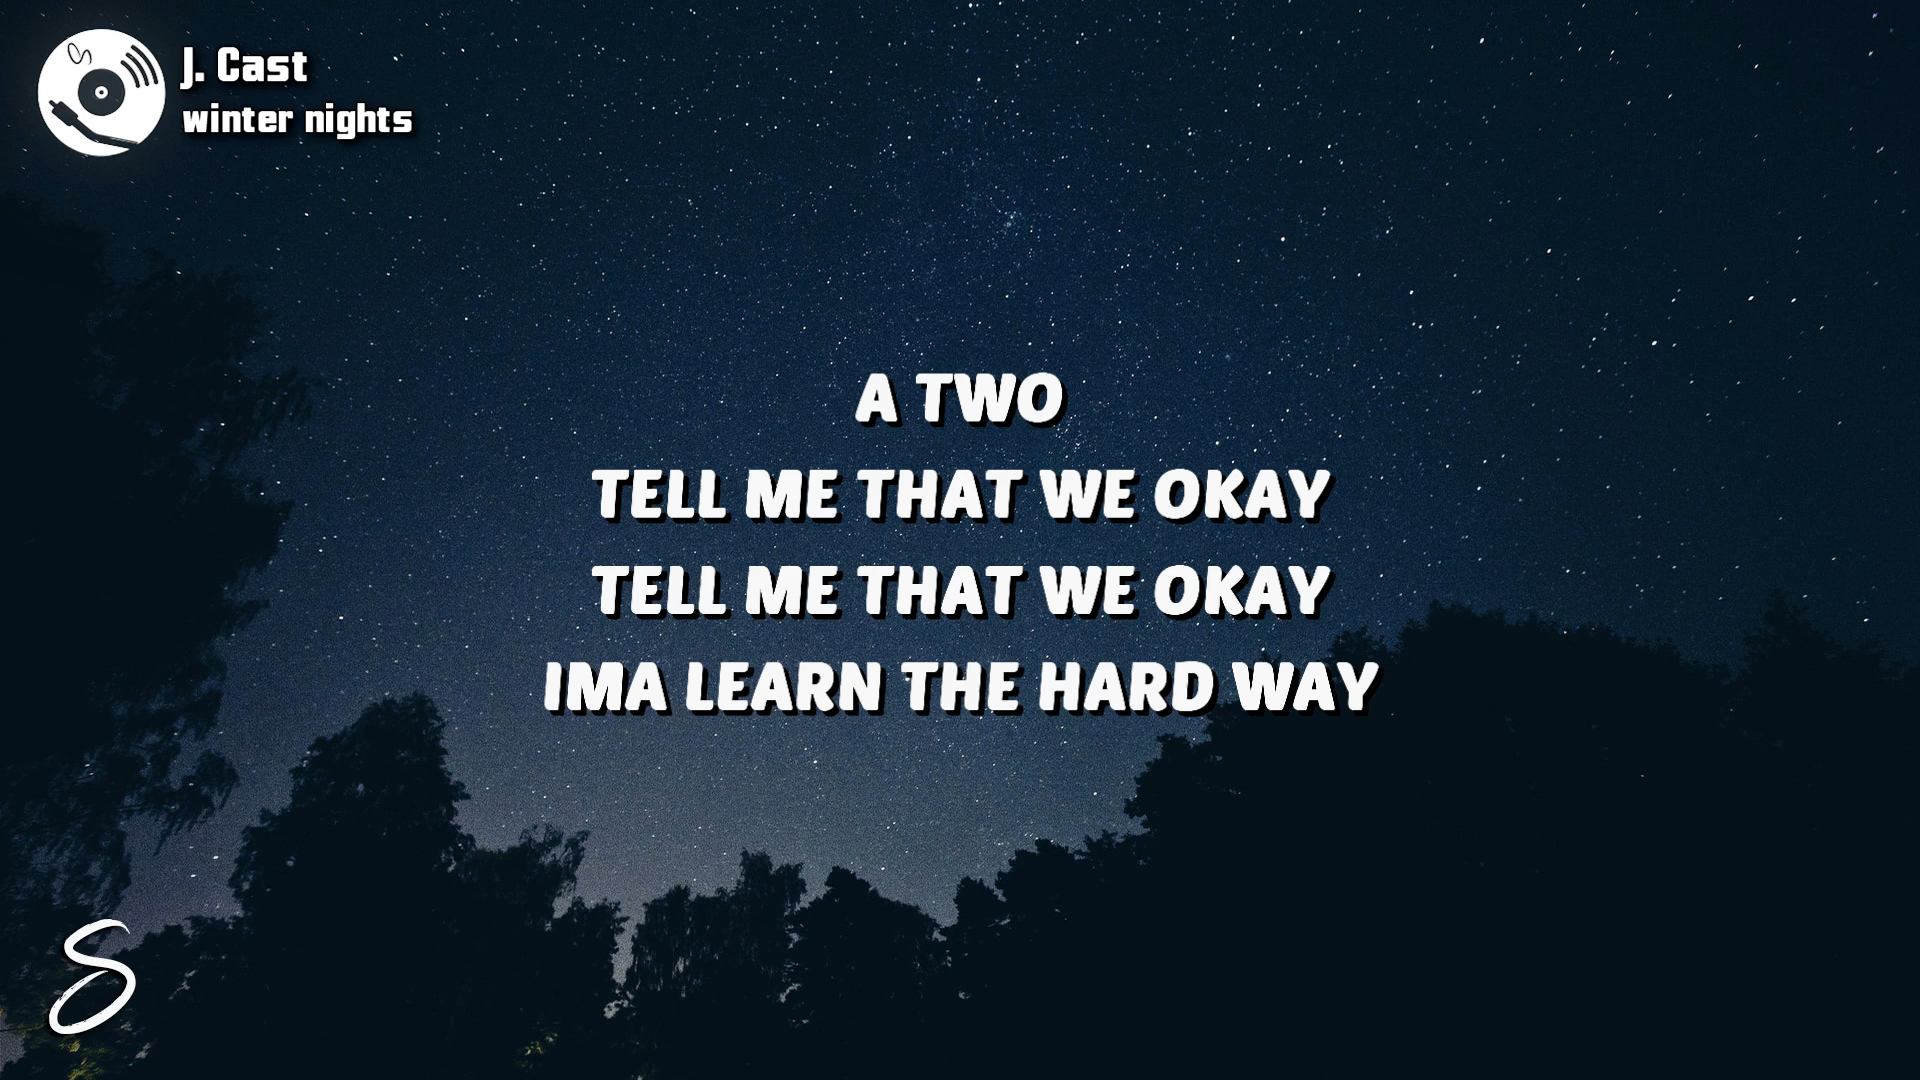 J. Cast
winter nights
A TWO
TELL ME THAT WE OKAY
TELL ME THAT WE OKAY
IMA LEARN THE HARD WAY
S